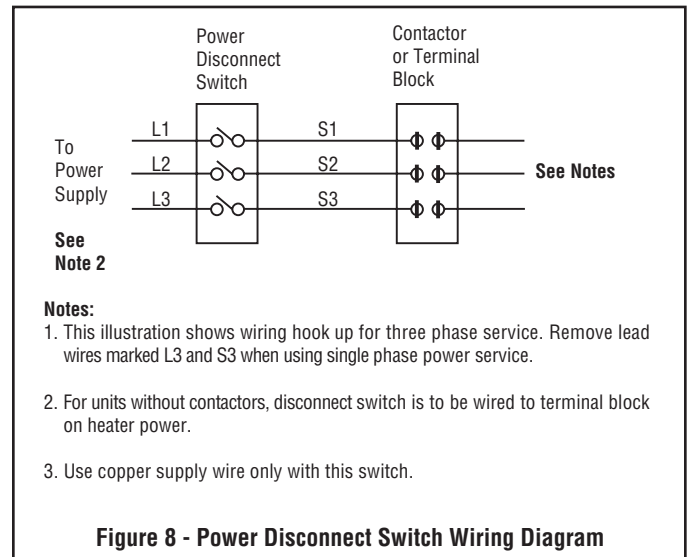 Power
Disconnect
Switch
Contactor
or Terminal
Block
To
Power
Supply
See
Note 2
L1
S1
L2
S2
L3
S3
See Notes
Notes:
1. This illustration shows wiring hook up for three phase service. Remove lead
wires marked L3 and S3 when using single phase power service.
2. For units without contactors, disconnect switch is to be wired to terminal block
on heater power.
3. Use copper supply wire only with this switch.
Figure 8 - Power Disconnect Switch Wiring Diagram